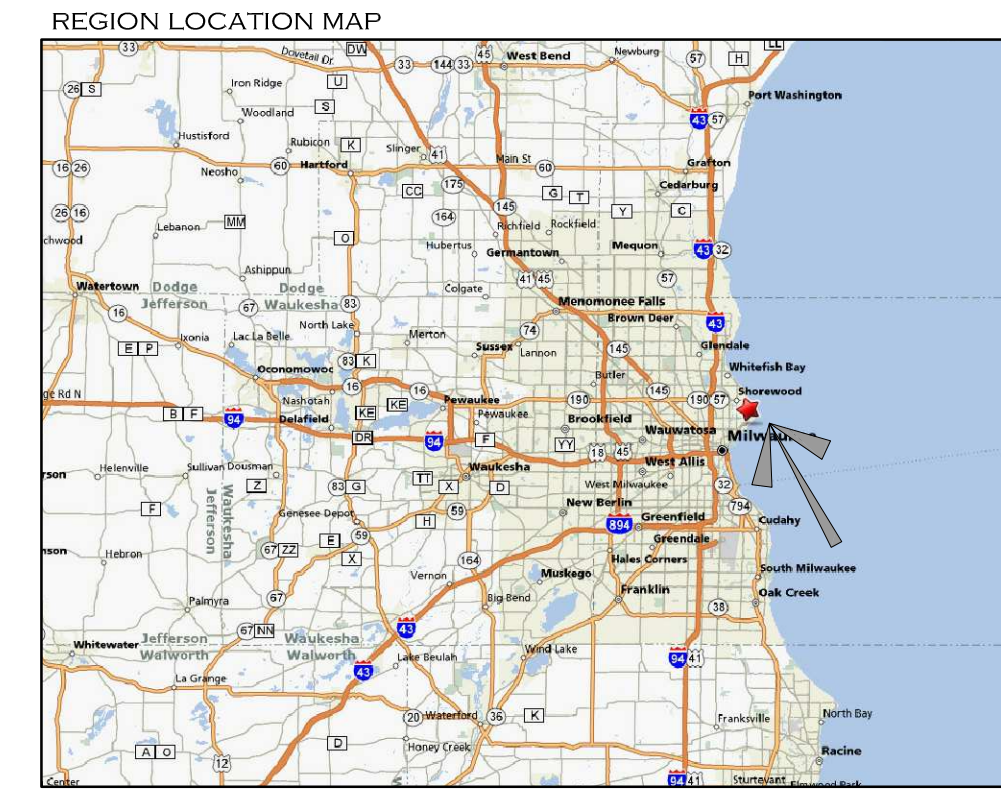 REGION LOCATION MAP
33
Dovetail Dr.
DW
45
West Bend
Newburg
57
H
LL
33
144
33
26
S
Iron Ridge
U
Port Washington
Woodland
S
43
57
Hustisford
Rubicon
K
Slinger
41
Main St
Grafton
16
26
Neosho
60
Hartford
60
CC
175
G
T
Cedarburg
26
16
MM
164
145
Y
C
Lebanon
O
Richfield
Rockfield
chwood
Hubertus
Germantown
Mequon
43
32
Ashippun
41
45
57
Watertown
Dodge
Jefferson
Dodge
Waukesha
83
Colgate
Menomonee Falls
16
67
North Lake
Brown Deer
43
Ixonia
Lac La Belle
Merton
74
E
P
Sussex
Lannon
145
Glendale
83
K
Whitefish Bay
Oconomowoc
16
16
Butler
145
Shorewood
ge Rd N
Nashotah
KE
KE
Pewaukee
190
190
57
B
F
94
Delafield
Pewaukee
Brookfield
Wauwatosa
DR
94
F
YY
18
45
rson
Helenville
Sullivan
Dousman
Waukesha
West Allis
Z
83
G
TT
X
D
West Milwaukee
32
Jefferson
Waukesha
F
Genesee Depot
H
59
New Berlin
894
Greenfield
794
Cudahy
nson
Hebron
67
ZZ
E
59
X
164
Greendale
Hales Corners
Vernon
Muskego
South Milwaukee
Palmyra
67
Big Bend
Franklin
Oak Creek
38
67
NN
43
Whitewater
Jefferson
Walworth
Waukesha
Walworth
Wind Lake
43
Lake Beulah
94
41
La Grange
20
Waterford
36
K
Franksville
North Bay
A
O
D
Honey Creek
Racine
12
Center
94
41
Sturtevant